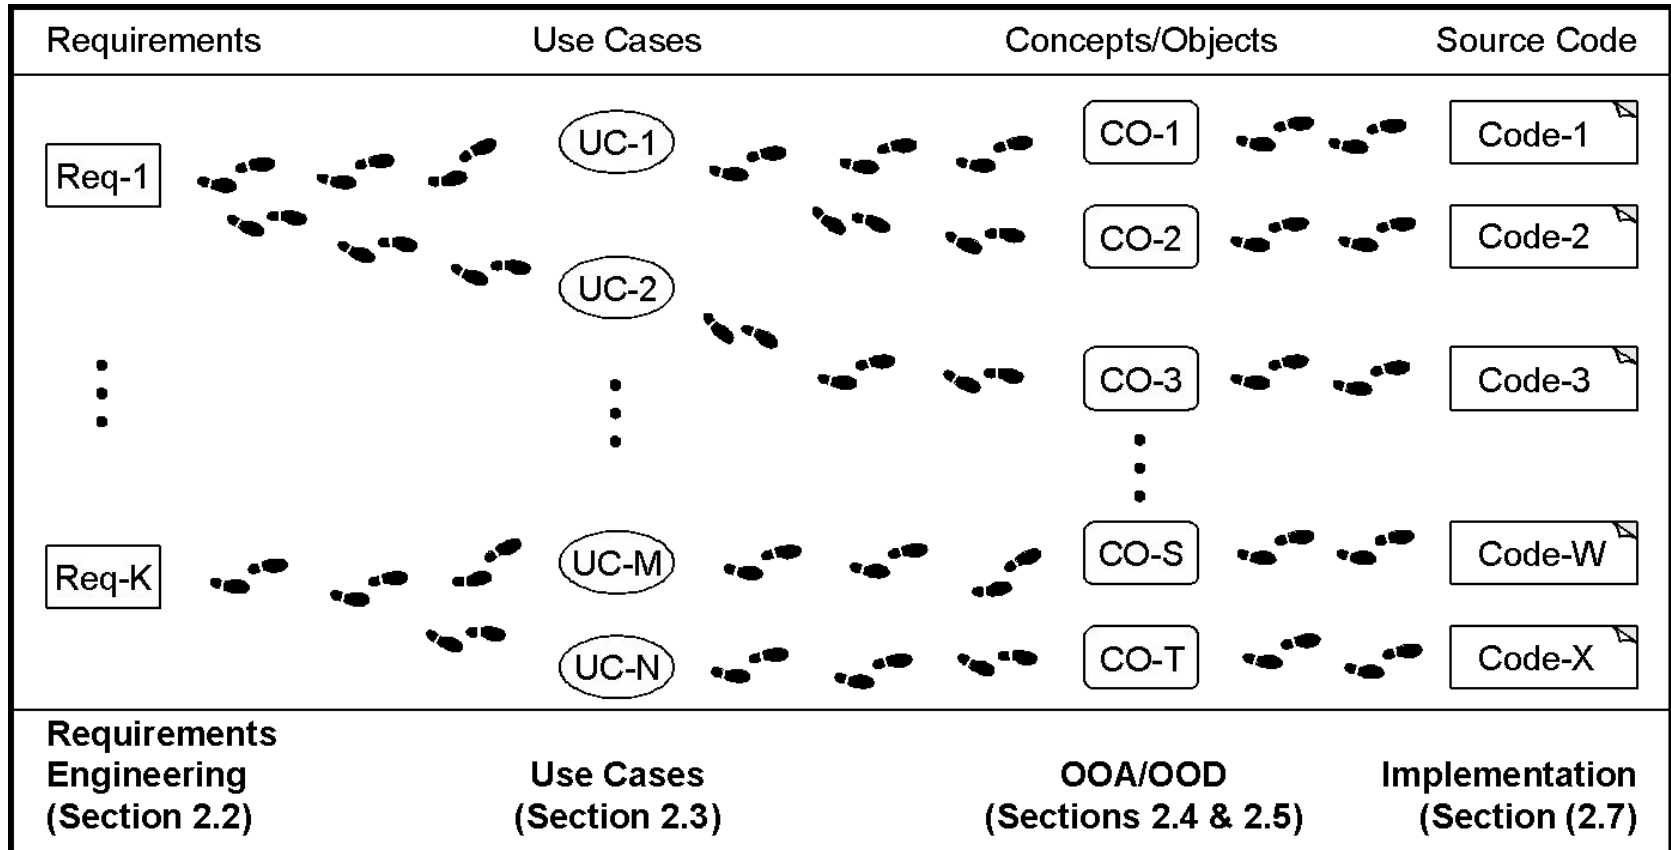 Requirements Use Cases Concepts/Objects Source Code
UC-1 CO-1 Code-1
Req-1
CO-2 Code-2
UC-2
CO-3 Code-3
Req-K UC-M CO-S Code-W
UC-N CO-T Code-X
Requirements
Engineering Use Cases OOA/OOD Implementation
(Section 2.2) (Section 2.3) (Sections 2.4 & 2.5) (Section (2.7)